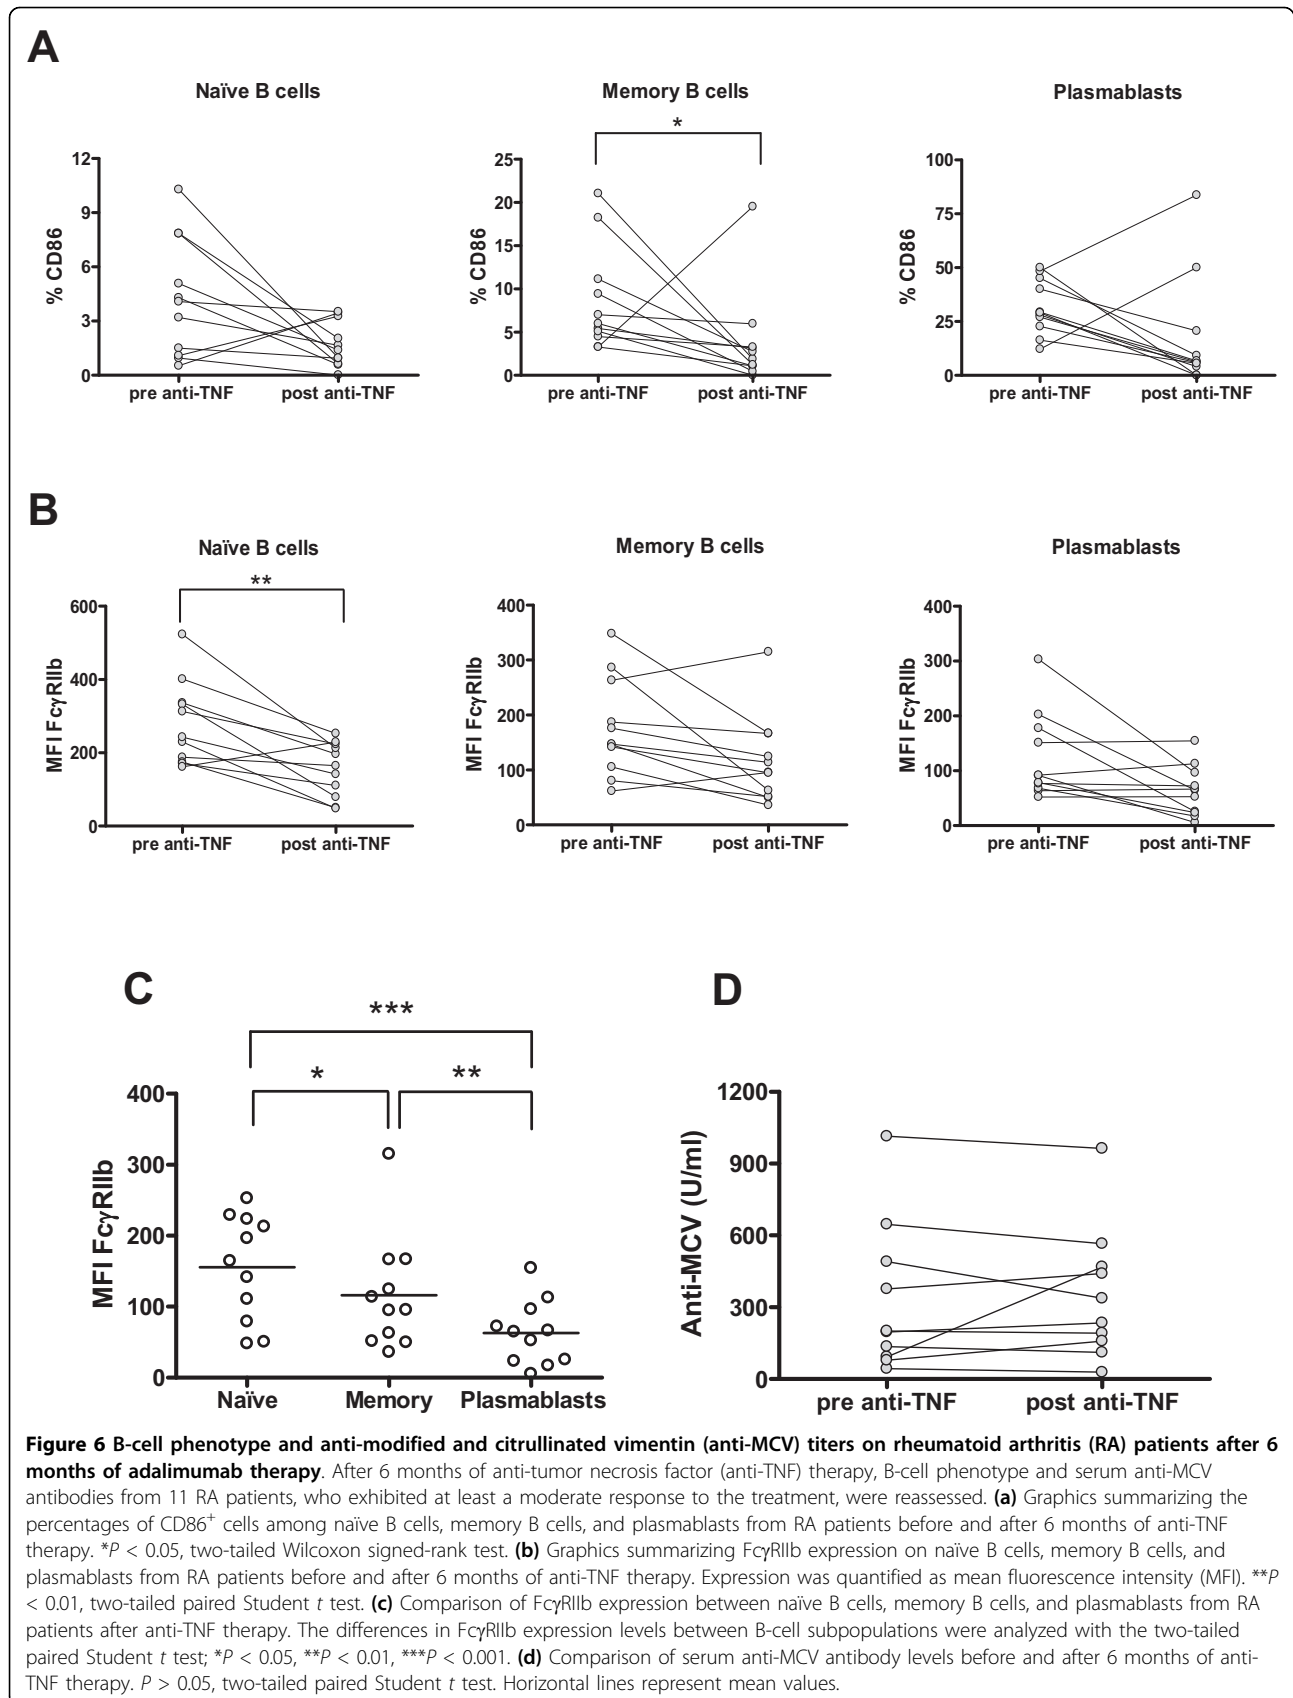 A
Naïve B cells
Memory B cells
Plasmablasts
*
% CD86
12
9
6
3
0
pre anti-TNF
post anti-TNF
% CD86
25
20
15
10
5
0
pre anti-TNF
post anti-TNF
% CD86
100
75
50
25
0
pre anti-TNF
post anti-TNF
B
Naïve B cells
Memory B cells
Plasmablasts
**
MFI FcγRIIb
600
400
200
0
pre anti-TNF
post anti-TNF
MFI FcγRIIb
400
300
200
100
0
pre anti-TNF
post anti-TNF
MFI FcγRIIb
400
300
200
100
0
pre anti-TNF
post anti-TNF
C
***
*
**
MFI FcγRIIb
400
300
200
100
0
Naïve
Memory
Plasmablasts
D
Anti-MCV (U/ml)
1200
900
600
300
0
pre anti-TNF
post anti-TNF
Figure 6 B-cell phenotype and anti-modified and citrullinated vimentin (anti-MCV) titers on rheumatoid arthritis (RA) patients after 6
months of adalimumab therapy. After 6 months of anti-tumor necrosis factor (anti-TNF) therapy, B-cell phenotype and serum anti-MCV
antibodies from 11 RA patients, who exhibited at least a moderate response to the treatment, were reassessed. (a) Graphics summarizing the
percentages of CD86⁺ cells among naïve B cells, memory B cells, and plasmablasts from RA patients before and after 6 months of anti-TNF
therapy. *P < 0.05, two-tailed Wilcoxon signed-rank test. (b) Graphics summarizing FcγRIIb expression on naïve B cells, memory B cells, and
plasmablasts from RA patients before and after 6 months of anti-TNF therapy. Expression was quantified as mean fluorescence intensity (MFI). **P
< 0.01, two-tailed paired Student t test. (c) Comparison of FcγRIIb expression between naïve B cells, memory B cells, and plasmablasts from RA
patients after anti-TNF therapy. The differences in FcγRIIb expression levels between B-cell subpopulations were analyzed with the two-tailed
paired Student t test; *P < 0.05, **P < 0.01, ***P < 0.001. (d) Comparison of serum anti-MCV antibody levels before and after 6 months of anti-
TNF therapy. P > 0.05, two-tailed paired Student t test. Horizontal lines represent mean values.